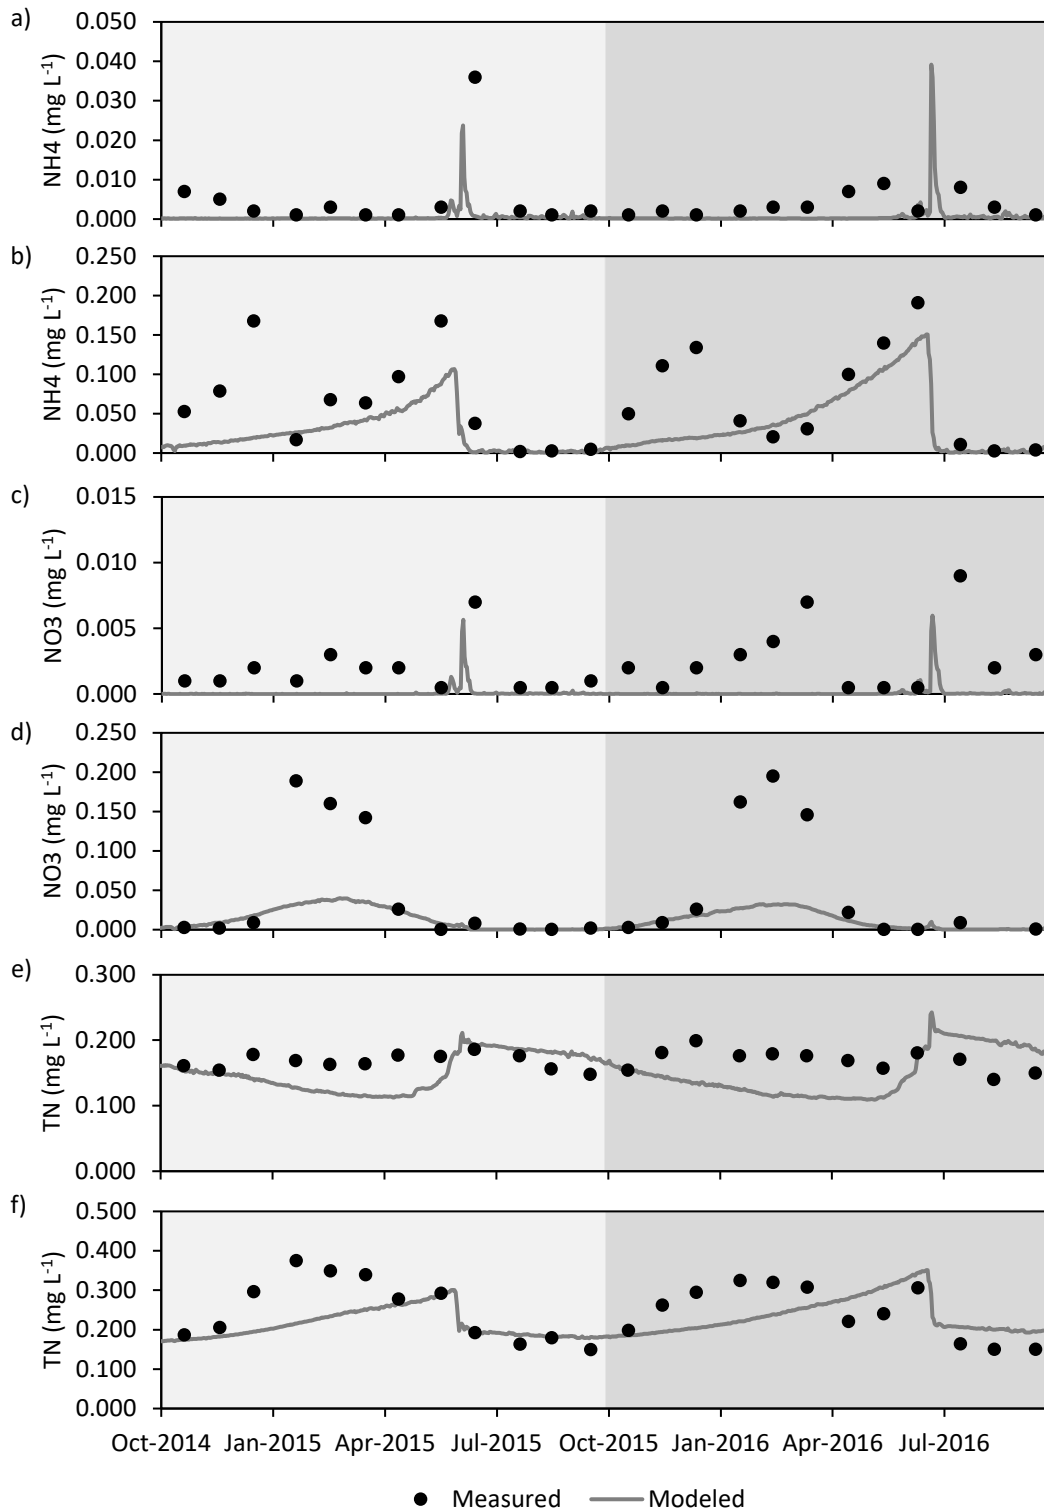 a)
NH4 (mg L-1)
0.050
0.040
0.030
0.020
0.010
0.000
b)
NH4 (mg L-1)
0.250
0.200
0.150
0.100
0.050
0.000
c)
NO3 (mg L-1)
0.015
0.010
0.005
0.000
d)
NO3 (mg L-1)
0.250
0.200
0.150
0.100
0.050
0.000
e)
TN (mg L-1)
0.300
0.200
0.100
0.000
f)
TN (mg L-1)
0.500
0.400
0.300
0.200
0.100
0.000
Oct-2014 Jan-2015 Apr-2015 Jul-2015 Oct-2015 Jan-2016 Apr-2016 Jul-2016
Measured Modeled